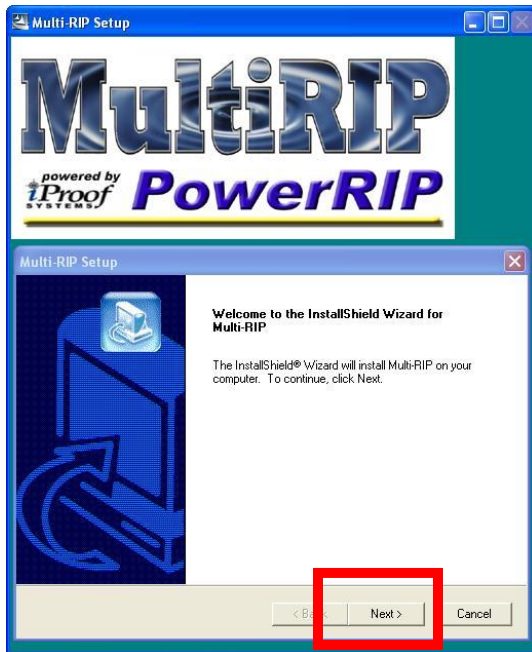 Multi-RIP Setup
MultiRIP
powered by
iProof
SYSTEMS
PowerRIP
Multi-RIP Setup
Welcome to the InstallShield Wizard for
Multi-RIP
The InstallShield® Wizard will install Multi-RIP on your
computer. To continue, click Next.
Next >
Cancel